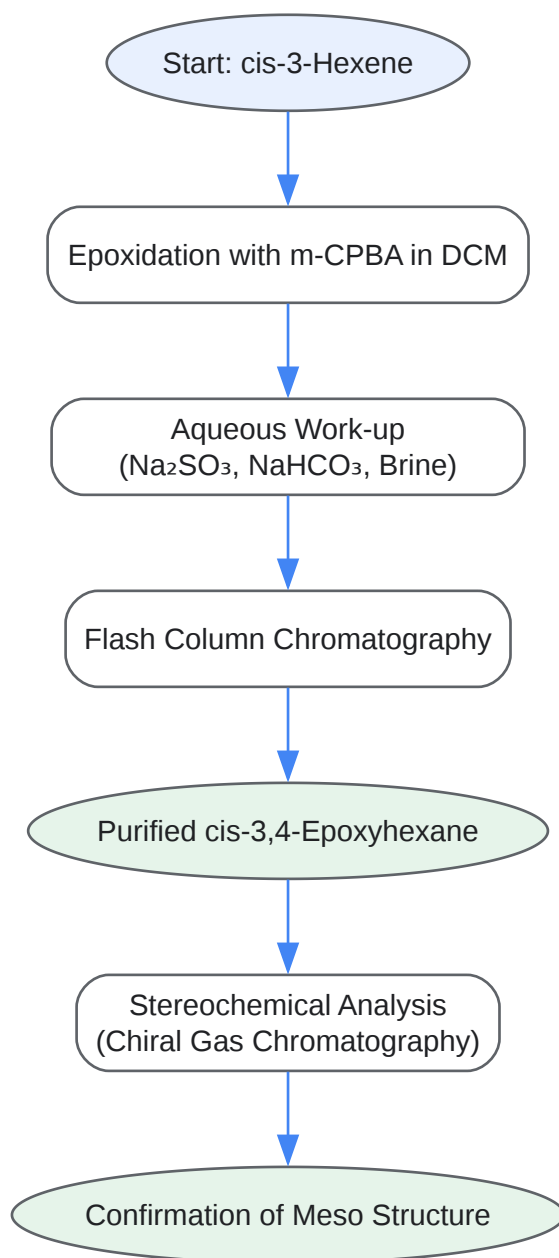 Start: cis-3-Hexene
Epoxidation with m-CPBA in DCM
Aqueous Work-up
(Na₂SO₃, NaHCO₃, Brine)
Flash Column Chromatography
Purified cis-3,4-Epoxyhexane
Stereochemical Analysis
(Chiral Gas Chromatography)
Confirmation of Meso Structure